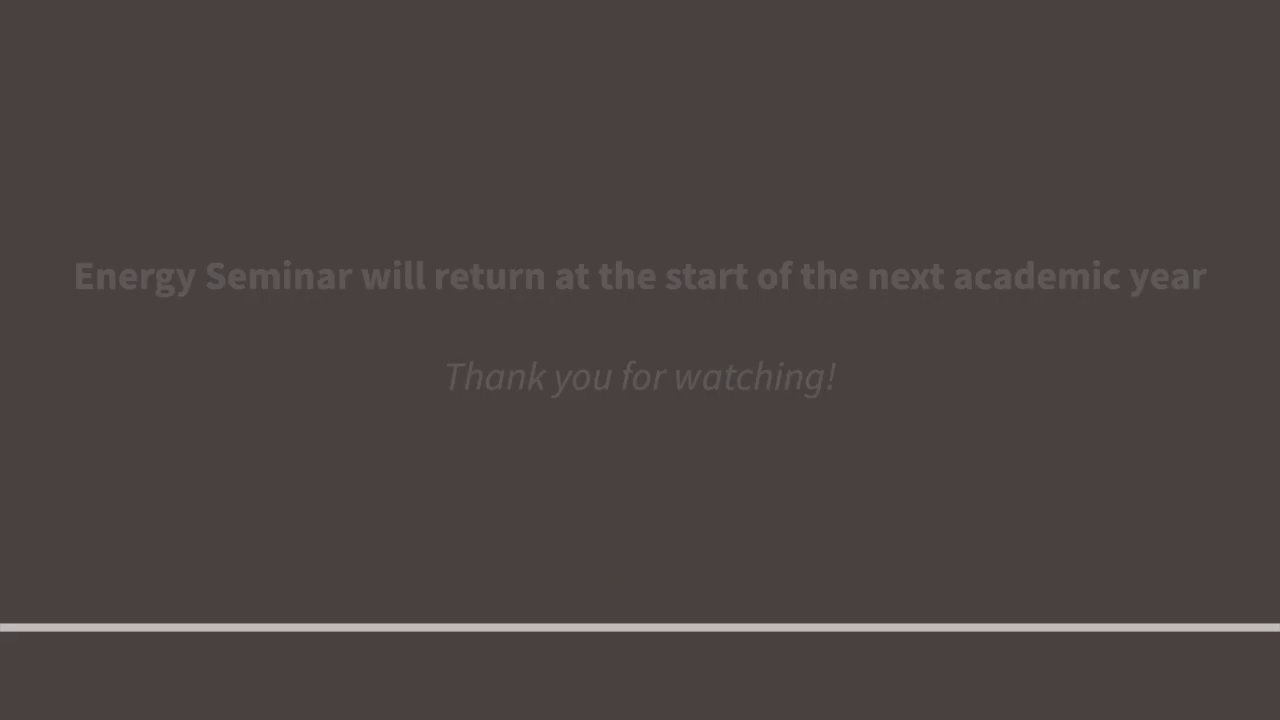 Energy Seminar will return at the start of the next academic year
Thank you for watching!